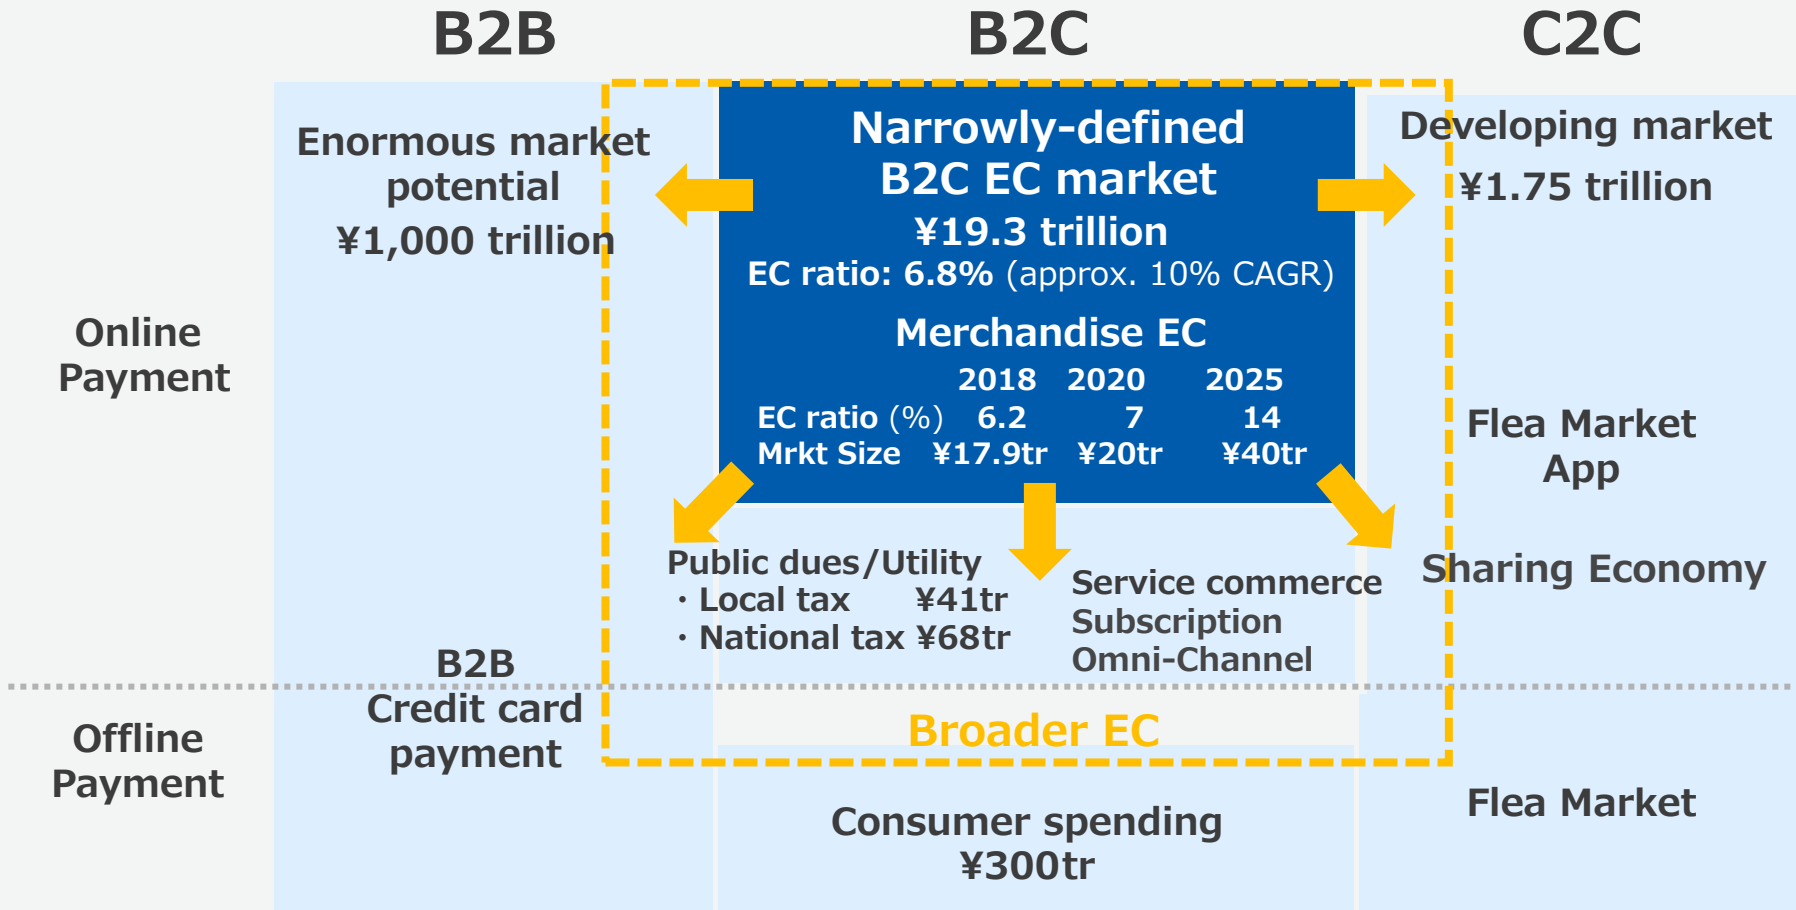 B2B
B2C
C2C
Online
Payment
Enormous market
potential
¥1,000 trillion
Narrowly-defined
B2C EC market
¥19.3 trillion
EC ratio: 6.8% (approx. 10% CAGR)
Merchandise EC
2018 2020 2025
EC ratio (%) 6.2 7 14
Mrkt Size ¥17.9tr ¥20tr ¥40tr
Developing market
¥1.75 trillion
Flea Market
App
Sharing Economy
Public dues/Utility
・Local tax ¥41tr
・National tax ¥68tr
Service commerce
Subscription
Omni-Channel
B2B
Credit card
payment
Offline
Payment
Broader EC
Consumer spending
¥300tr
Flea Market